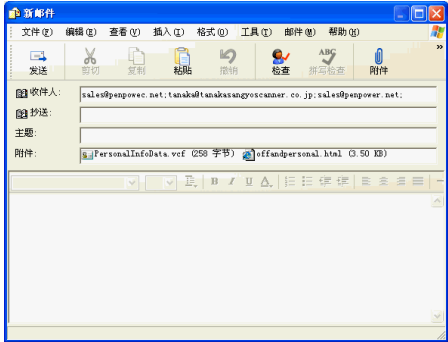 新邮件
文件(F) 编辑(E) 查看(V) 插入(I) 格式(O) 工具(T) 邮件(M) 帮助(H)
发送 剪切 复制 粘贴 撤销 检查 拼写检查 附件 »
收件人: sales@penpowec.net;tanaka@tanakasangyoscanner.co.jp;sales@penpower.net;
抄送:
主题:
附件: PersonalInfoData.vcf (258 字节) offandpersonal.html (3.50 KB)
B I U A